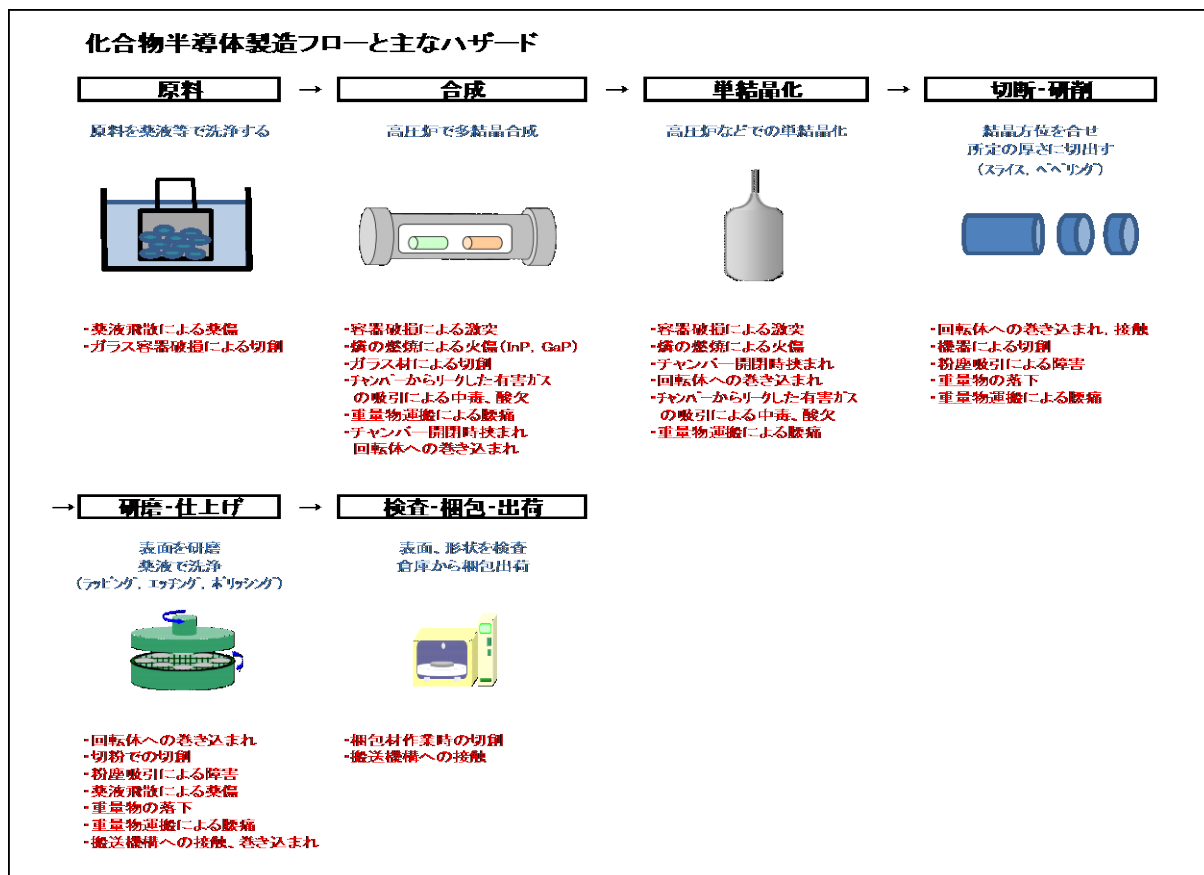 化合物半導体製造フローと主なハザード
原料
→
合成
→
単結晶化
→
切断・研削
原料を薬液等で洗浄する
高圧炉で多結晶合成
高圧炉などでの単結晶化
結晶方位を合せ
所定の厚さに切出す
(スライス、ベベリング)
・薬液飛散による薬傷
・ガラス容器破損による切創
・容器破損による激突
・燐の燃焼による火傷(InP, GaP)
・ガラス材による切創
・チャンバーからリークした有害ガス
の吸引による中毒、酸欠
・重量物運搬による腰痛
・チャンバー開閉時挟まれ
回転体への巻き込まれ
・容器破損による激突
・燐の燃焼による火傷
・チャンバー開閉時挟まれ
・回転体への巻き込まれ
・チャンバーからリークした有害ガス
の吸引による中毒、酸欠
・重量物運搬による腰痛
・回転体への巻き込まれ、接触
・機器による切創
・粉塵吸引による障害
・重量物の落下
・重量物運搬による腰痛
→
研磨・仕上げ
→
検査・梱包・出荷
表面を研磨
薬液で洗浄
(ラッピング、エッチング、ポリッシング)
表面、形状を検査
倉庫から梱包出荷
・回転体への巻き込まれ
・切粉での切創
・粉塵吸引による障害
・薬液飛散による薬傷
・重量物の落下
・重量物運搬による腰痛
・搬送機構への接触、巻き込まれ
・梱包材作業時の切創
・搬送機構への接触